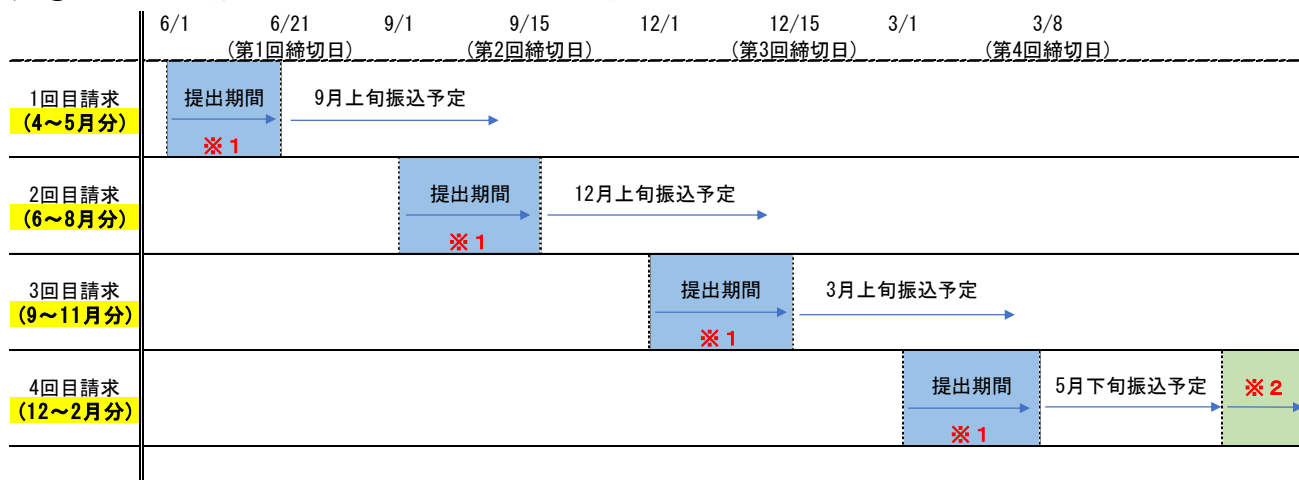 6/1 6/21 9/1 9/15 12/1 12/15 3/1 3/8
(第1回締切日) (第2回締切日) (第3回締切日) (第4回締切日)
1回目請求
(4～5月分)
提出期間
※1
9月上旬振込予定
2回目請求
(6～8月分)
提出期間
※1
12月上旬振込予定
3回目請求
(9～11月分)
提出期間
※1
3月上旬振込予定
4回目請求
(12～2月分)
提出期間
※1
5月下旬振込予定
※2